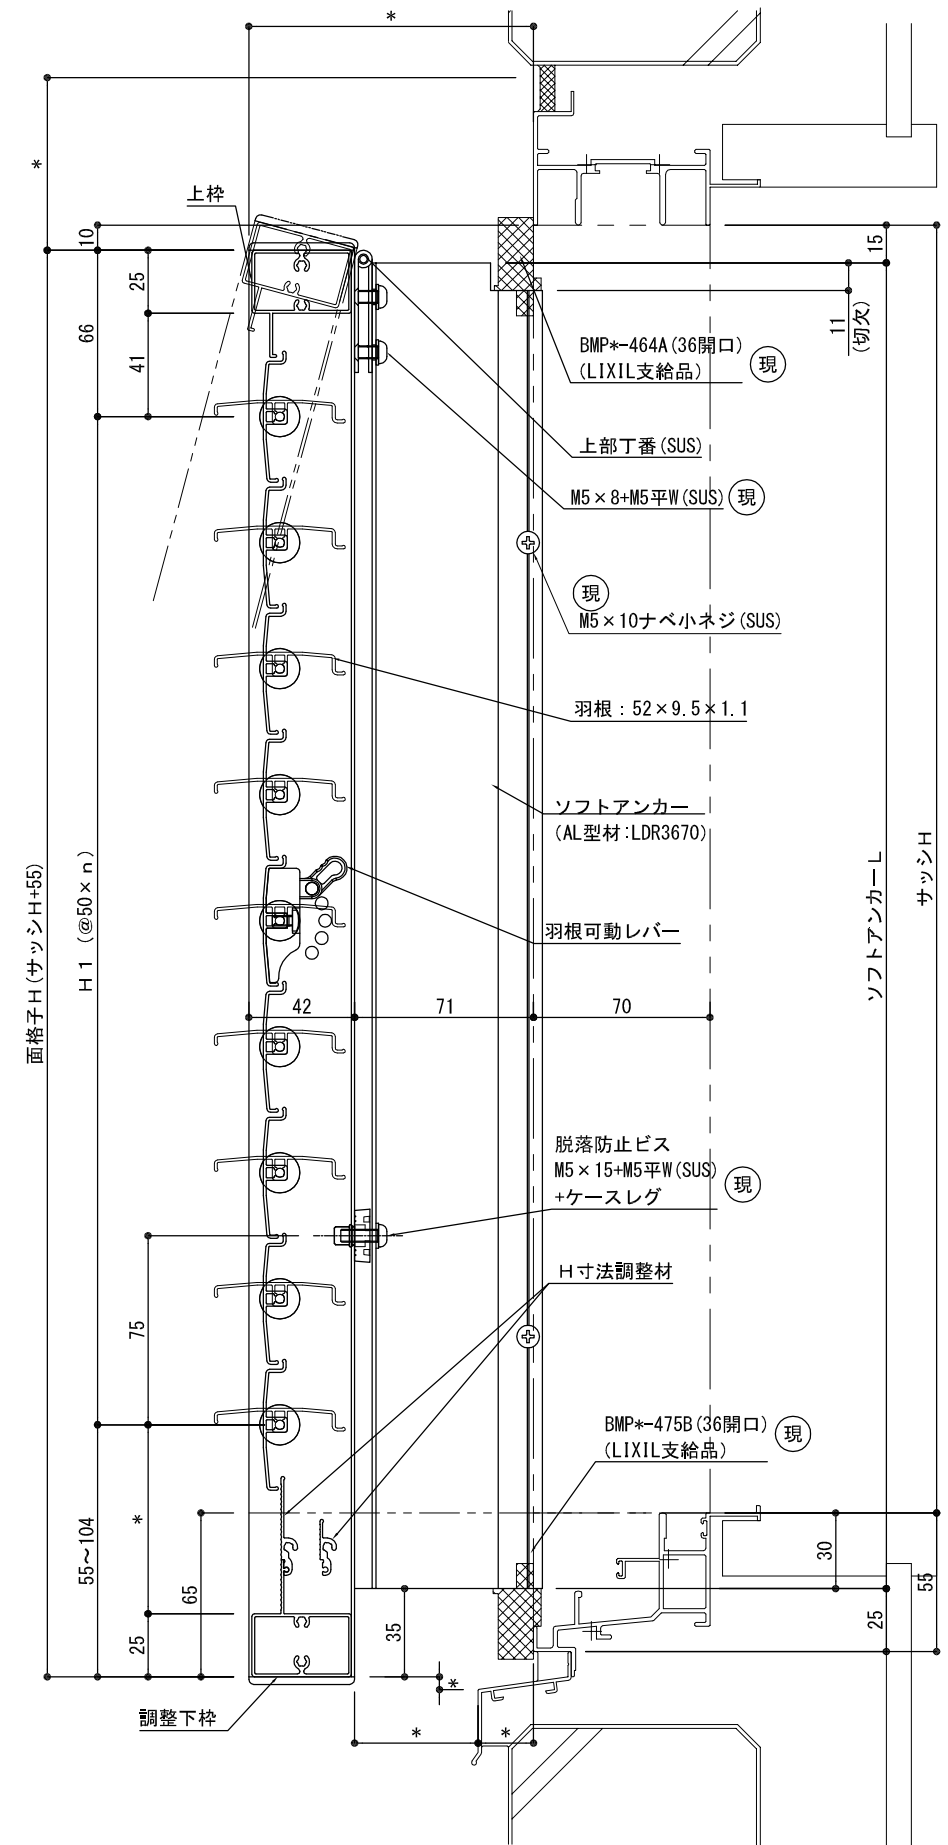 *
*
上枠
10
25
66
41
15
11
(切欠)
BMP*-464A(36開口)
(LIXIL支給品)
現
上部丁番(SUS)
M5×8+M5平W(SUS)
現
現
M5×10ナベ小ネジ(SUS)
羽根：52×9.5×1.1
ソフトアンカー
(AL型材:LDR3670)
羽根可動レバー
面格子H(サッシH+55)
H1 (@50×n)
ソフトアンカーL
サッシH
42
71
70
脱落防止ビス
M5×15+M5平W(SUS)
+ケースレグ
現
H寸法調整材
75
BMP*-475B(36開口)
(LIXIL支給品)
現
*
55～104
65
30
55
25
35
25
*
調整下枠
*
*